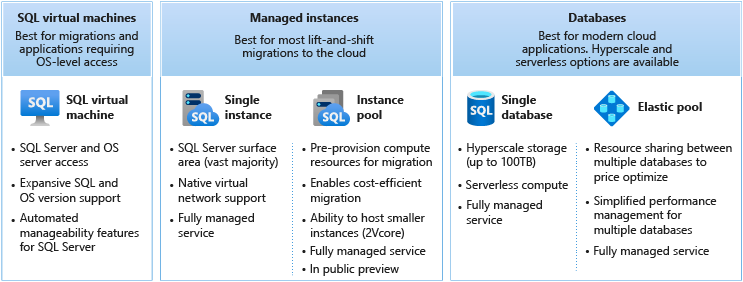 SQL virtual machines
Best for migrations and
applications requiring
OS-level access
SQL
SQL virtual
machine
• SQL Server and OS
server access
• Expansive SQL and
OS version support
• Automated
manageability features
for SQL Server
Managed instances
Best for most lift-and-shift
migrations to the cloud
SQL
Single
instance
• SQL Server surface
area (vast majority)
• Native virtual
network support
• Fully managed
service
SQL
Instance
pool
• Pre-provision compute
resources for migration
• Enables cost-efficient
migration
• Ability to host smaller
instances (2Vcore)
• Fully managed service
• In public preview
Databases
Best for modern cloud
applications. Hyperscale and
serverless options are available
SQL
Single
database
• Hyperscale storage
(up to 100TB)
• Serverless compute
• Fully managed
service
Elastic pool
• Resource sharing between
multiple databases to
price optimize
• Simplified performance
management for
multiple databases
• Fully managed service